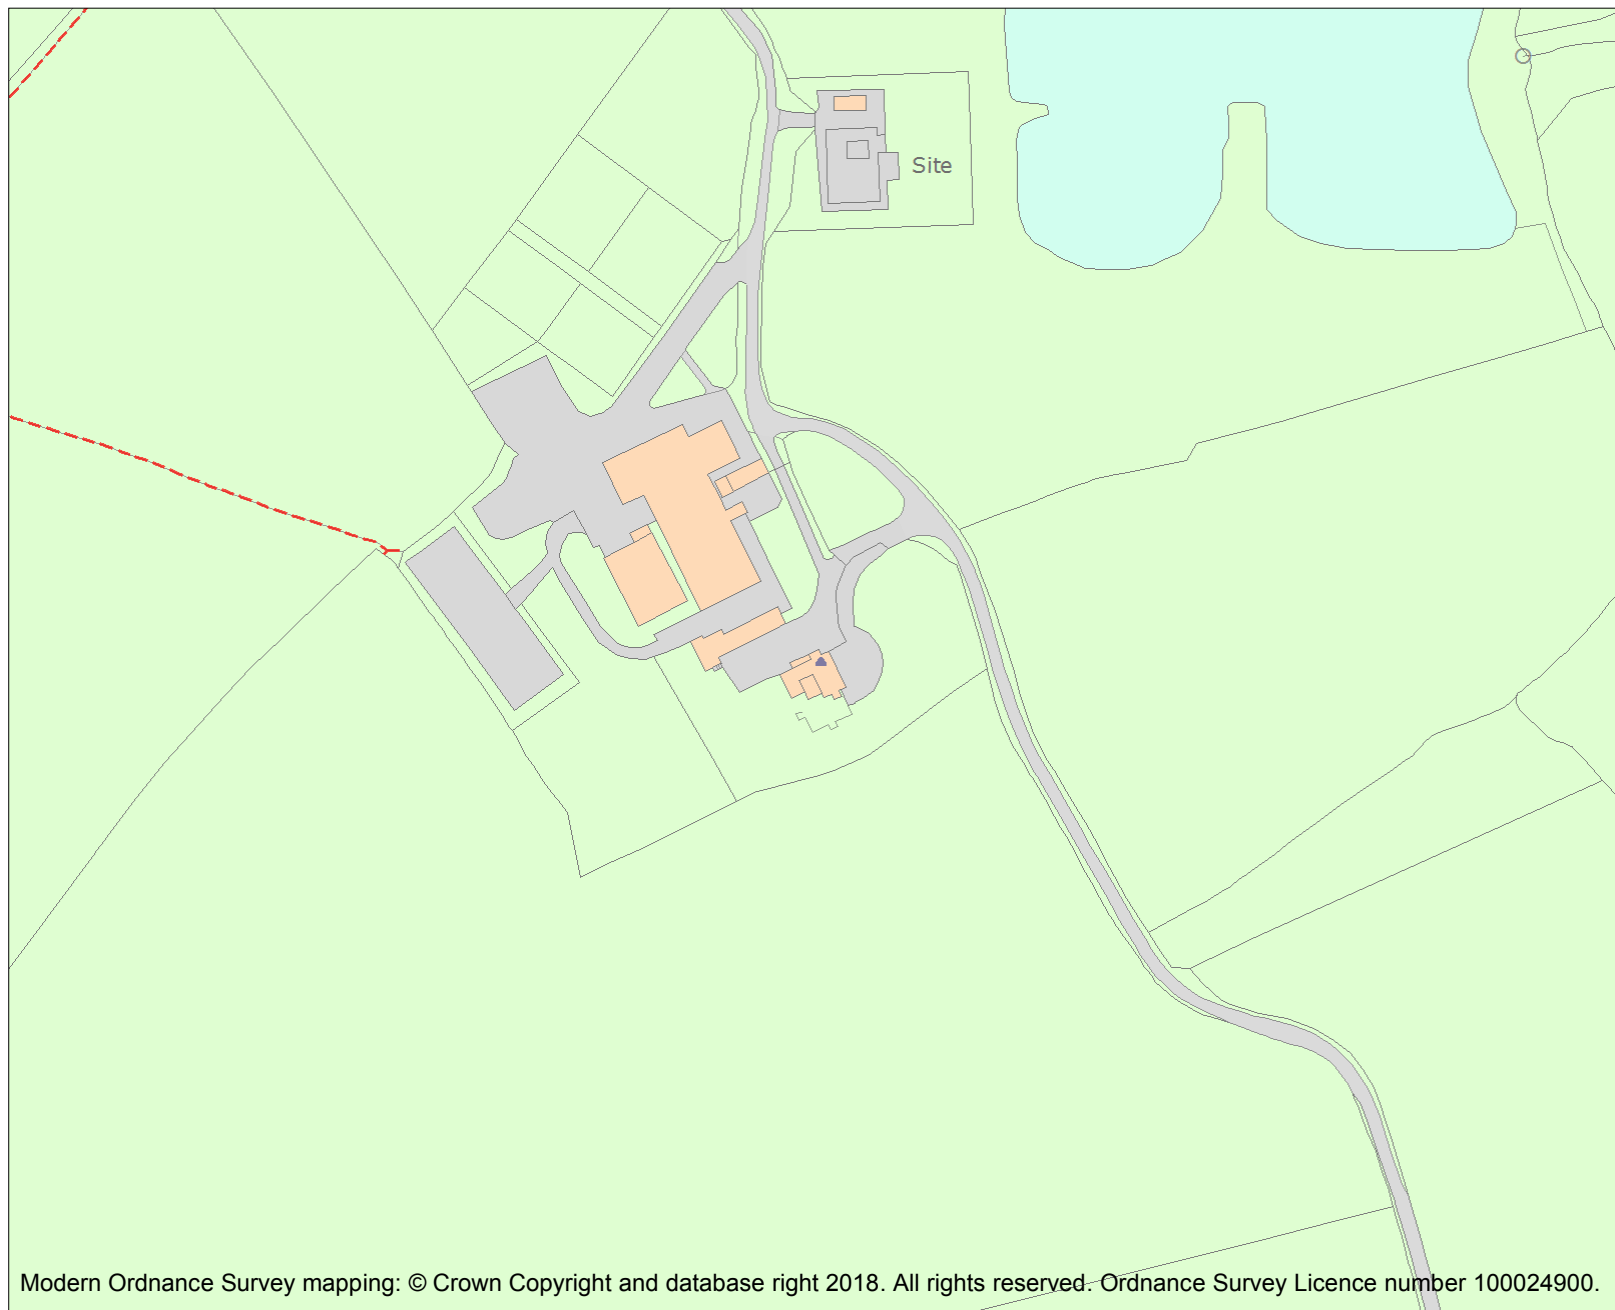 Site
Modern Ordnance Survey mapping: © Crown Copyright and database right 2018. All rights reserved. Ordnance Survey Licence number 100024900.